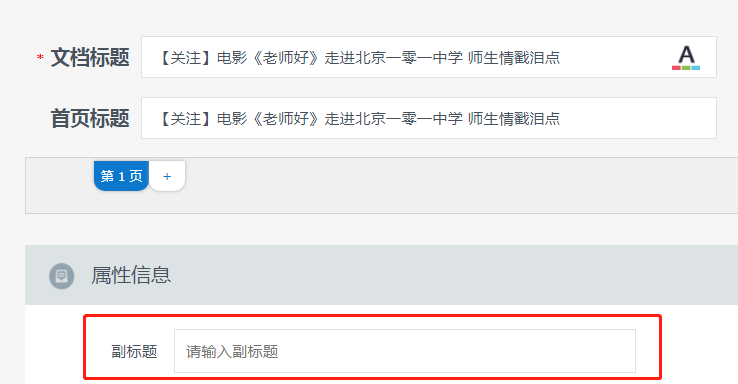 * 文档标题 【关注】电影《老师好》走进北京一零一中学 师生情戳泪点 A
首页标题 【关注】电影《老师好》走进北京一零一中学 师生情戳泪点
第 1 页 +
属性信息
副标题 请输入副标题